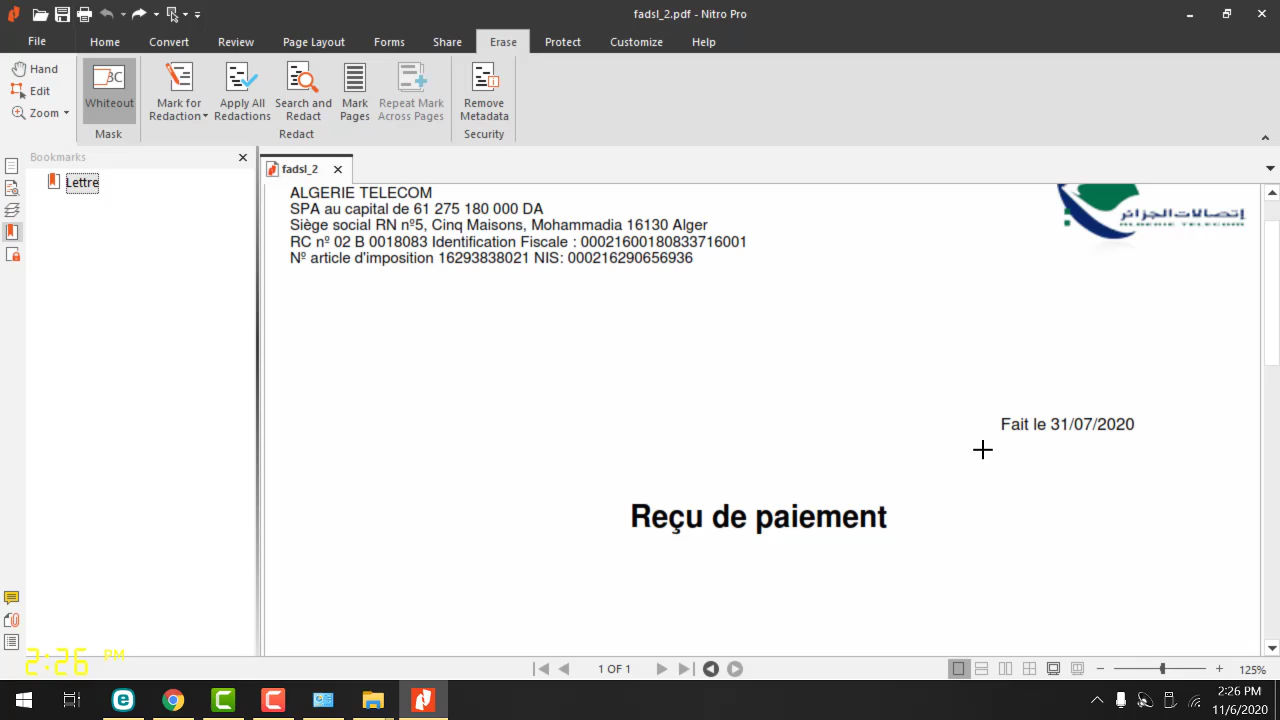 fadsl_2.pdf - Nitro Pro
File Home Convert Review Page Layout Forms Share Erase Protect Customize Help
Hand
Edit
Zoom
Whiteout
Mark for Redaction
Apply All Redactions
Search and Redact
Mark Pages
Repeat Mark Across Pages
Remove Metadata
Mask Redact Security
Bookmarks
Lettre
fadsl_2
ALGERIE TELECOM
SPA au capital de 61 275 180 000 DA
Siège social RN nº5, Cinq Maisons, Mohammadia 16130 Alger
RC nº 02 B 0018083 Identification Fiscale : 00021600180833716001
Nº article d'imposition 16293838021 NIS: 000216290656936
إتصالات الجزائر
ALGERIE TELECOM
Fait le 31/07/2020
Reçu de paiement
2:26 PM
1 OF 1
125%
2:26 PM
11/6/2020